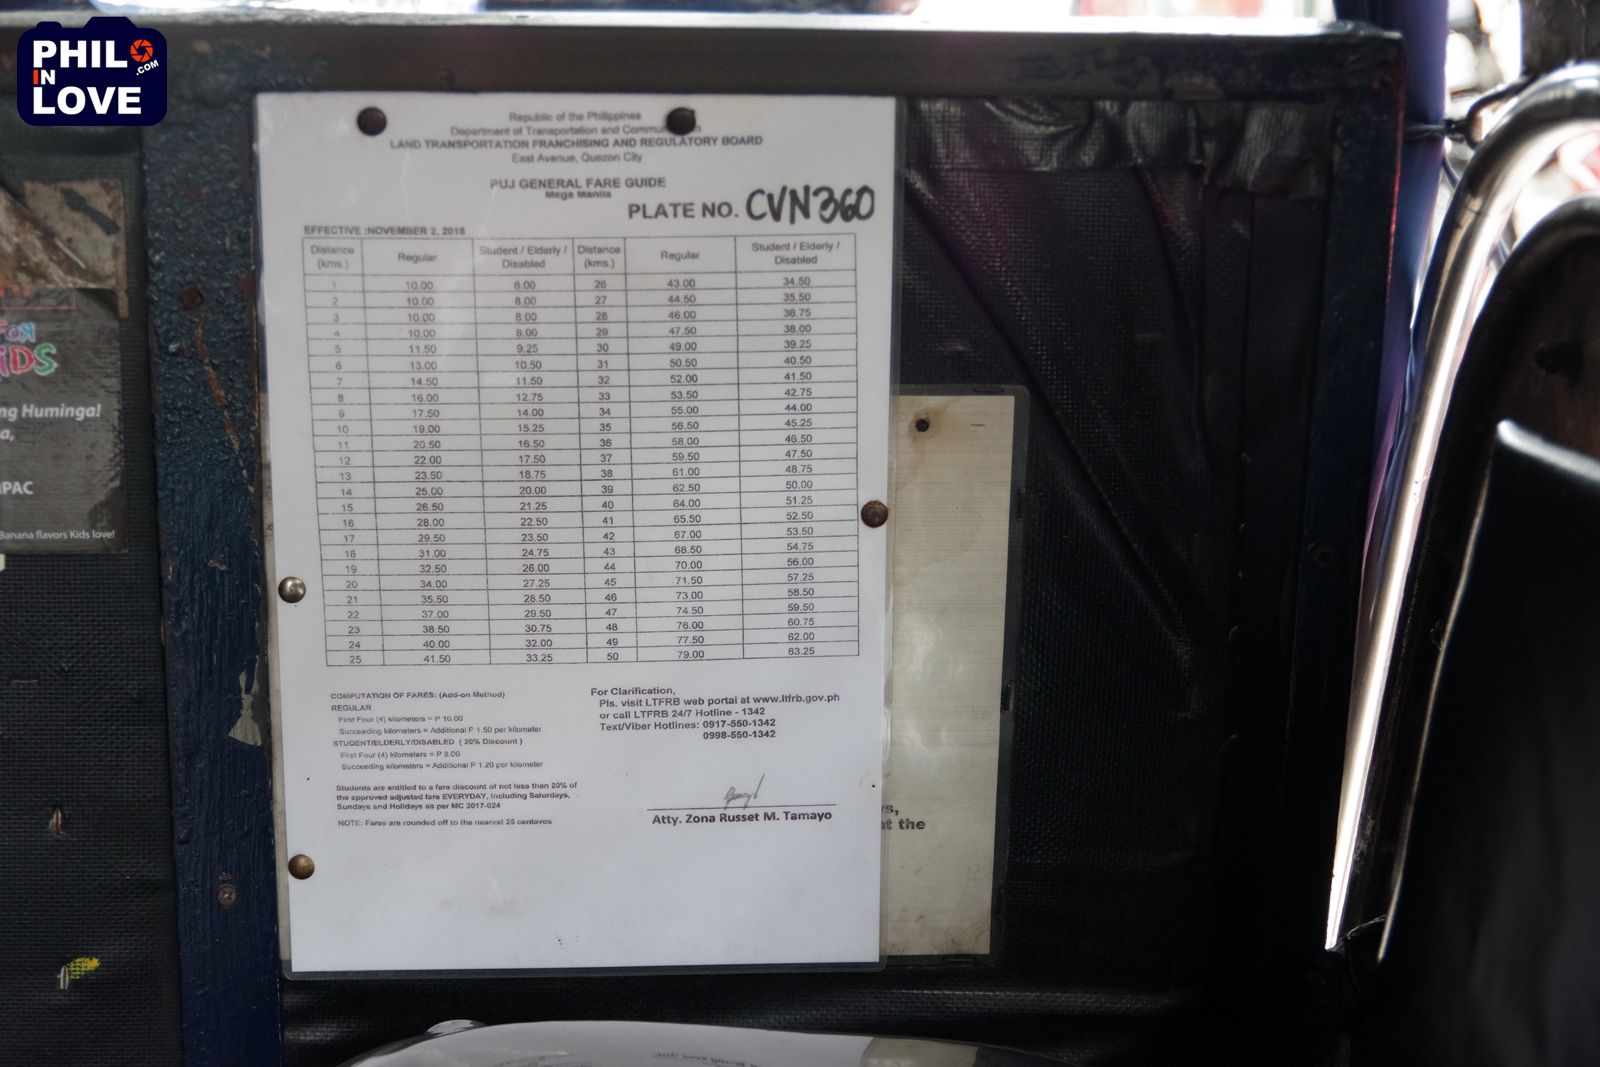 PHIL
IN
LOVE
.COM
Republic of the Philippines
Department of Transportation and
LAND TRANSPORTATION FRANCHISING AND REGULATORY BOARD
East Avenue, Quezon City
PUJ GENERAL FARE GUIDE
Mega Manila
PLATE NO. CVN360
EFFECTIVE :NOVEMBER 2, 2018
Distance (kms.) Regular Student / Elderly / Disabled Distance (kms.) Regular Student / Elderly / Disabled
1 10.00 8.00 26 43.00 34.50
2 10.00 8.00 27 44.50 35.50
3 10.00 8.00 28 46.00 36.75
4 10.00 8.00 29 47.50 38.00
5 11.50 9.25 30 49.00 39.25
6 13.00 10.50 31 50.50 40.50
7 14.50 11.50 32 52.00 41.50
8 16.00 12.75 33 53.50 42.75
9 17.50 14.00 34 55.00 44.00
10 19.00 15.25 35 56.50 45.25
11 20.50 16.50 36 58.00 46.50
12 22.00 17.50 37 59.50 47.50
13 23.50 18.75 38 61.00 48.75
14 25.00 20.00 39 62.50 50.00
15 26.50 21.25 40 64.00 51.25
16 28.00 22.50 41 65.50 52.50
17 29.50 23.50 42 67.00 53.50
18 31.00 24.75 43 68.50 54.75
19 32.50 26.00 44 70.00 56.00
20 34.00 27.25 45 71.50 57.25
21 35.50 28.50 46 73.00 58.50
22 37.00 29.50 47 74.50 59.50
23 38.50 30.75 48 76.00 60.75
24 40.00 32.00 49 77.50 62.00
25 41.50 33.25 50 79.00 63.25
COMPUTATION OF FARES: (Add-on Method)
REGULAR
First Four (4) kilometers = P 10.00
Succeeding kilometers = Additional P 1.50 per kilometer
STUDENT/ELDERLY/DISABLED ( 20% Discount )
First Four (4) kilometers = P 8.00
Succeeding kilometers = Additional P 1.20 per kilometer
Students are entitled to a fare discount of not less than 20% of
the approved adjusted fare EVERYDAY, Including Saturdays,
Sundays and Holidays as per MC 2017-024
NOTE: Fares are rounded off to the nearest 25 centavos
For Clarification,
Pls. visit LTFRB web portal at www.ltfrb.gov.ph
or call LTFRB 24/7 Hotline - 1342
Text/Viber Hotlines: 0917-550-1342
0998-550-1342
Atty. Zona Russet M. Tamayo
FOR
KIDS
ng Huminga!
a,
MPAC
Banana flavors Kids love!
s,
t the